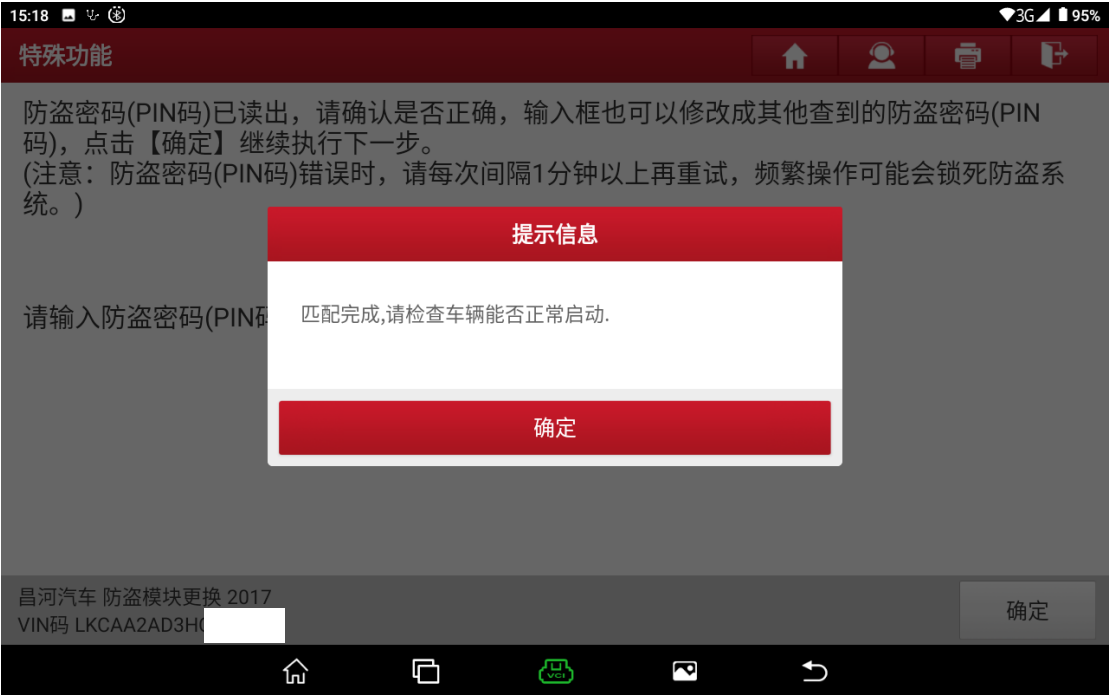 15:18
3G
95%
特殊功能
防盗密码(PIN码)已读出，请确认是否正确，输入框也可以修改成其他查到的防盗密码(PIN
码)，点击【确定】继续执行下一步。
(注意：防盗密码(PIN码)错误时，请每次间隔1分钟以上再重试，频繁操作可能会锁死防盗系
统。)
提示信息
请输入防盗密码(PIN码
匹配完成,请检查车辆能否正常启动.
确定
昌河汽车 防盗模块更换 2017
VIN码 LKCAA2AD3H
确定
VCI